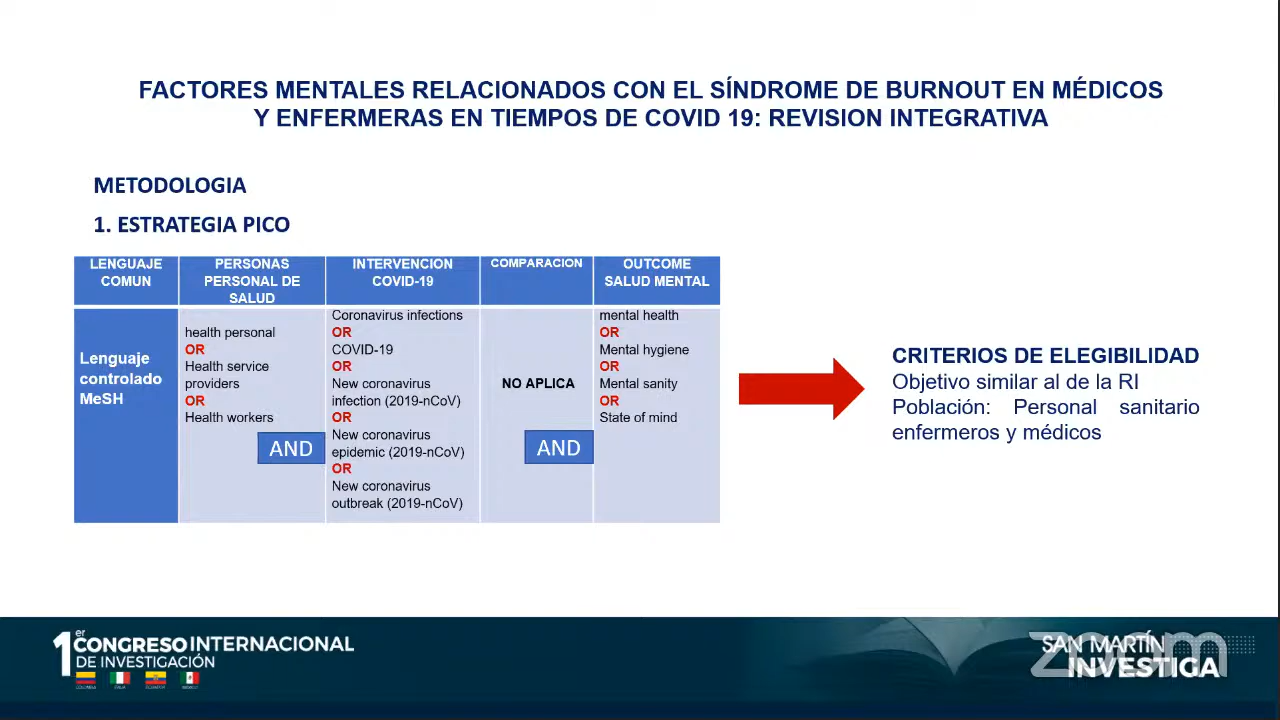 FACTORES MENTALES RELACIONADOS CON EL SÍNDROME DE BURNOUT EN MÉDICOS
Y ENFERMERAS EN TIEMPOS DE COVID 19: REVISION INTEGRATIVA
METODOLOGIA
1. ESTRATEGIA PICO
LENGUAJE
COMUN
PERSONAS
PERSONAL DE
SALUD
INTERVENCION
COVID-19
COMPARACION
OUTCOME
SALUD MENTAL
Lenguaje
controlado
MeSH
health personal
OR
Health service
providers
OR
Health workers
AND
Coronavirus infections
OR
COVID-19
OR
New coronavirus
infection (2019-nCoV)
OR
New coronavirus
epidemic (2019-nCoV)
OR
New coronavirus
outbreak (2019-nCoV)
NO APLICA
AND
mental health
OR
Mental hygiene
OR
Mental sanity
OR
State of mind
CRITERIOS DE ELEGIBILIDAD
Objetivo similar al de la RI
Población: Personal sanitario
enfermeros y médicos
1er CONGRESO INTERNACIONAL
DE INVESTIGACIÓN
COLOMBIA ITALIA ECUADOR MEXICO
SAN MARTÍN
INVESTIGA
zoom